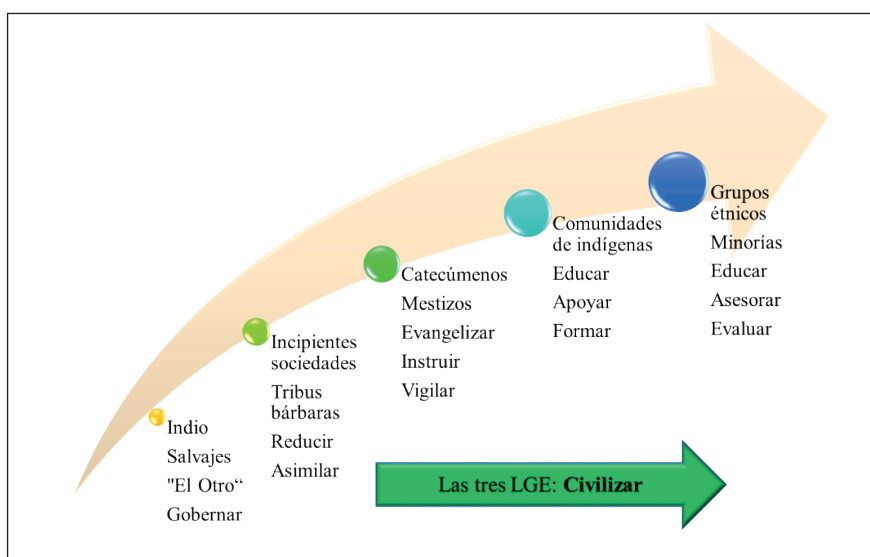 Indio
Salvajes
"El Otro“
Gobernar
Incipientes
sociedades
Tribus
bárbaras
Reducir
Asimilar
Catecúmenos
Mestizos
Evangelizar
Instruir
Vigilar
Comunidades
de indígenas
Educar
Apoyar
Formar
Grupos
étnicos
Minorías
Educar
Asesorar
Evaluar
Las tres LGE: Civilizar